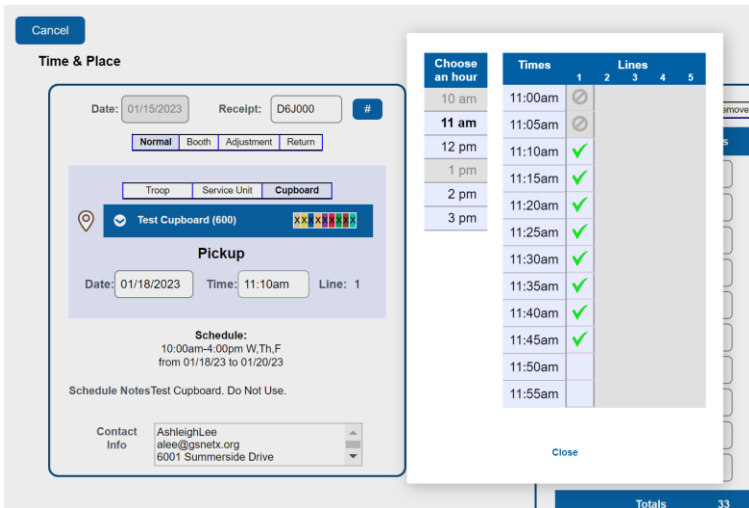 Cancel
Time & Place
Date: 01/15/2023 Receipt: D6J000 #
Normal Booth Adjustment Return
Troop Service Unit Cupboard
Test Cupboard (600) XXXXXXXXX
Pickup
Date: 01/18/2023 Time: 11:10am Line: 1
Schedule:
10:00am-4:00pm W,Th,F
from 01/18/23 to 01/20/23
Schedule NotesTest Cupboard. Do Not Use.
Contact
Info
AshleighLee
alee@gsnetx.org
6001 Summerside Drive
Choose
an hour
10 am
11 am
12 pm
1 pm
2 pm
3 pm
Times Lines
1 2 3 4 5
11:00am
11:05am
11:10am
11:15am
11:20am
11:25am
11:30am
11:35am
11:40am
11:45am
11:50am
11:55am
Close
emove
s
Totals 33